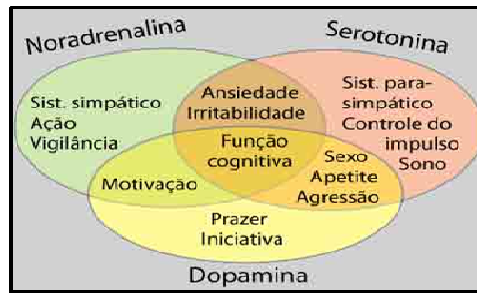 Noradrenalina
Serotonina
Sist. simpático
Ação
Vigilância
Ansiedade
Irritabilidade
Sist. para-
simpático
Controle do
impulso
Sono
Função
cognitiva
Motivação
Sexo
Apetite
Agressão
Prazer
Iniciativa
Dopamina